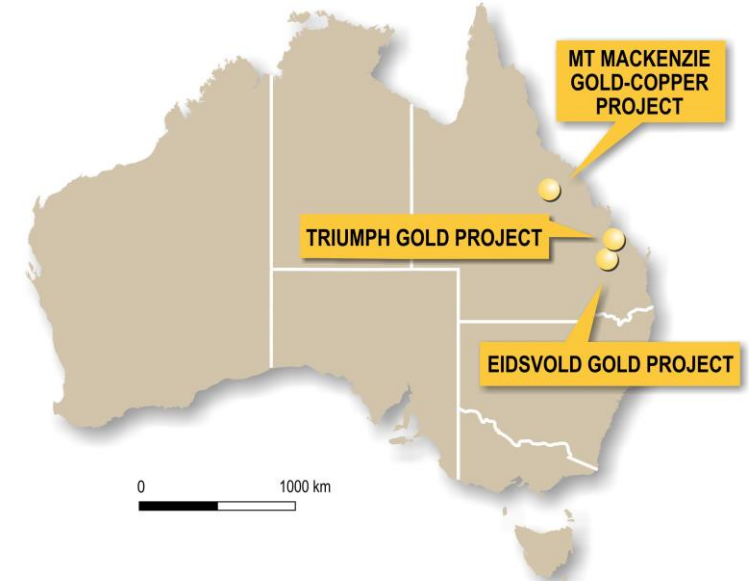 MT MACKENZIE
GOLD-COPPER
PROJECT
TRIUMPH GOLD PROJECT
EIDSVOLD GOLD PROJECT
0 1000 km